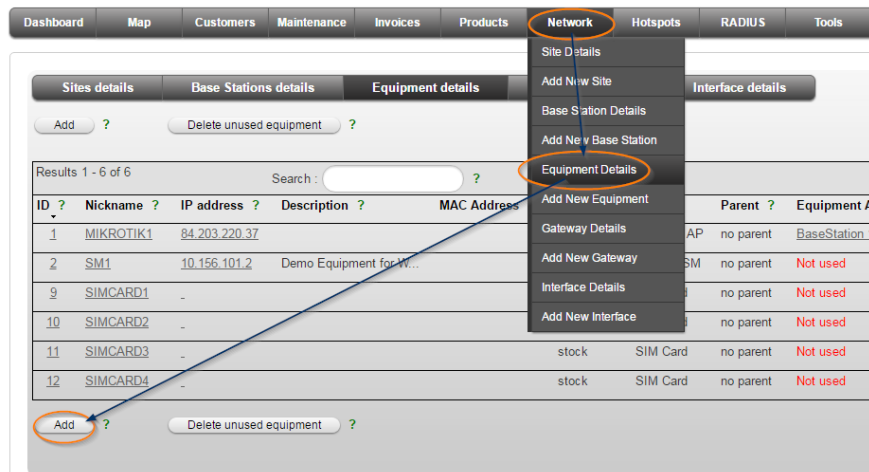 Dashboard Map Customers Maintenance Invoices Products Network Hotspots RADIUS Tools
Site Details
Add New Site
Base Station Details
Add New Base Station
Equipment Details
Add New Equipment
Gateway Details
Add New Gateway
Interface Details
Add New Interface
Sites details Base Stations details Equipment details Interface details
Add ? Delete unused equipment ?
Results 1 - 6 of 6 Search : ?
ID ? Nickname ? IP address ? Description ? MAC Address Parent ? Equipment A
1 MIKROTIK1 84.203.220.37 AP no parent BaseStation
2 SM1 10.156.101.2 Demo Equipment for W... SM no parent Not used
9 SIMCARD1 - no parent Not used
10 SIMCARD2 - no parent Not used
11 SIMCARD3 - stock SIM Card no parent Not used
12 SIMCARD4 - stock SIM Card no parent Not used
Add ? Delete unused equipment ?